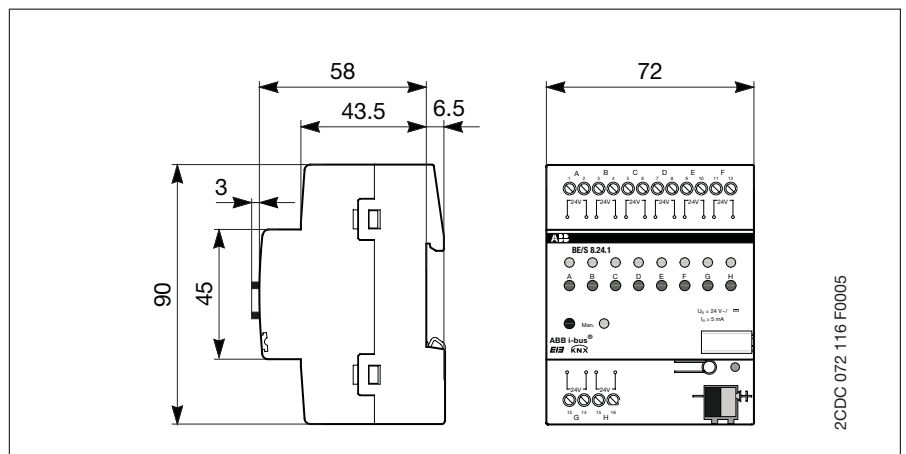 58
72
43.5
6.5
3
90
45
A B C D E F
1 2 3 4 5 6 7 8 9 10 11 12
24V 24V 24V 24V 24V 24V
ABB
BE/S 8.24.1
A B C D E F G H
Man.
Un = 24 V~/
In = 5 mA
ABB i-bus®
EIB KNX
24V 24V
13 14 15 16
G H
2CDC 072 116 F0005